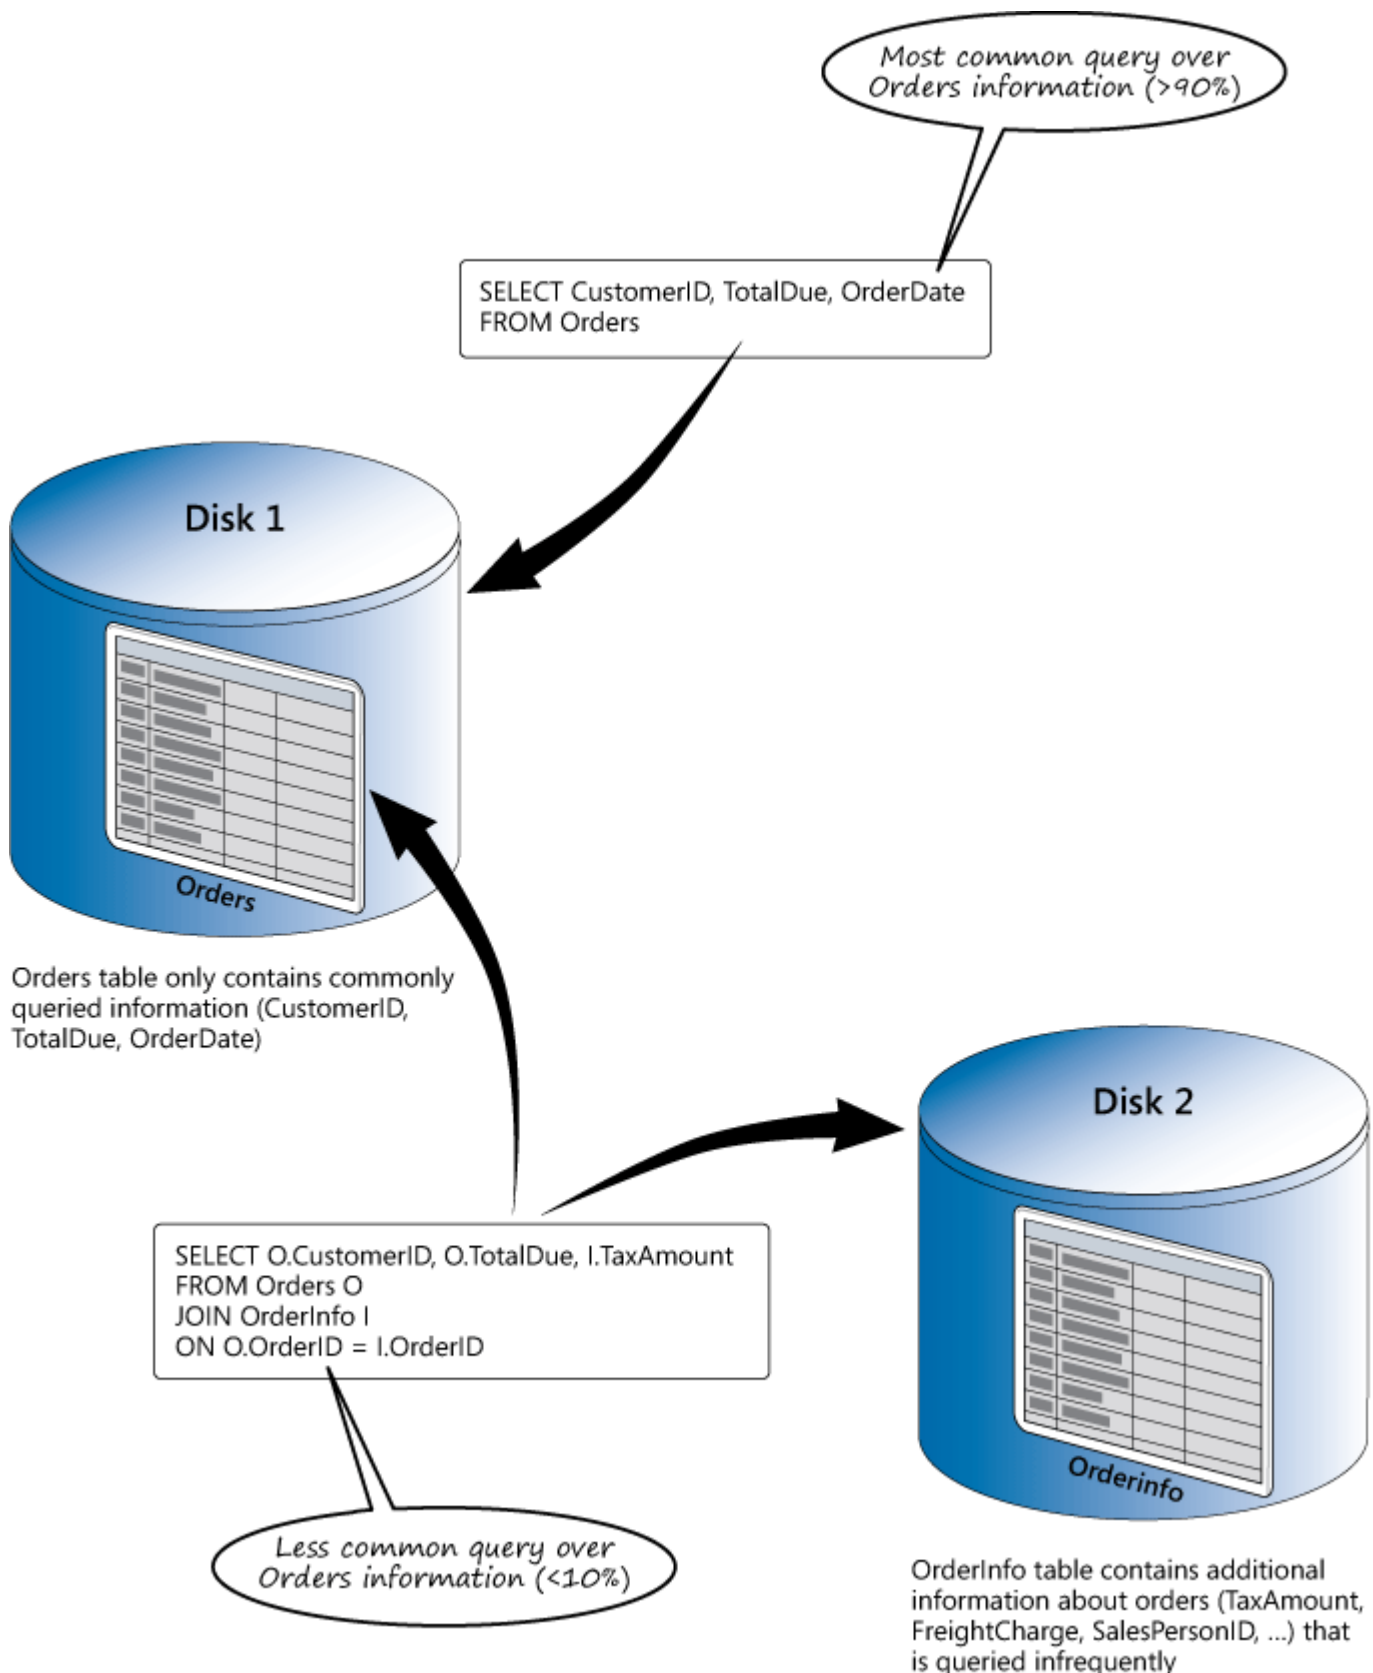 Most common query over
Orders information (>90%)
SELECT CustomerID, TotalDue, OrderDate
FROM Orders
Disk 1
Orders
Orders table only contains commonly
queried information (CustomerID,
TotalDue, OrderDate)
Disk 2
Orderinfo
SELECT O.CustomerID, O.TotalDue, I.TaxAmount
FROM Orders O
JOIN OrderInfo I
ON O.OrderID = I.OrderID
Less common query over
Orders information (<10%)
OrderInfo table contains additional
information about orders (TaxAmount,
FreightCharge, SalesPersonID, ...) that
is queried infrequently